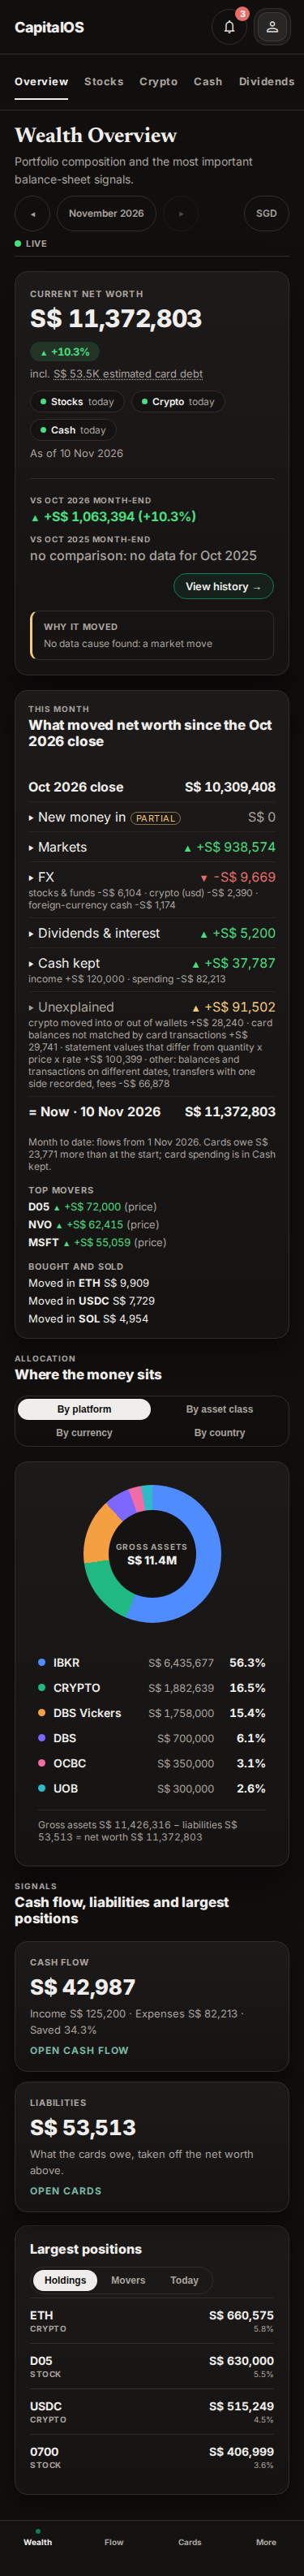 CapitalOS
3
Overview Stocks Crypto Cash Dividends
Wealth Overview
Portfolio composition and the most important
balance-sheet signals.
◂ November 2026 ▸ SGD
LIVE
CURRENT NET WORTH
S$ 11,372,803
▲ +10.3%
incl. S$ 53.5K estimated card debt
Stocks today Crypto today
Cash today
As of 10 Nov 2026
VS OCT 2026 MONTH-END
▲ +S$ 1,063,394 (+10.3%)
VS OCT 2025 MONTH-END
no comparison: no data for Oct 2025
View history →
WHY IT MOVED
No data cause found: a market move
THIS MONTH
What moved net worth since the Oct
2026 close
Oct 2026 close S$ 10,309,408
▸ New money in PARTIAL S$ 0
▸ Markets ▲ +S$ 938,574
▸ FX ▼ -S$ 9,669
stocks & funds -S$ 6,104 · crypto (usd) -S$ 2,390 ·
foreign-currency cash -S$ 1,174
▸ Dividends & interest ▲ +S$ 5,200
▸ Cash kept ▲ +S$ 37,787
income +S$ 120,000 · spending -S$ 82,213
▸ Unexplained ▲ +S$ 91,502
crypto moved into or out of wallets +S$ 28,240 · card
balances not matched by card transactions +S$
29,741 · statement values that differ from quantity x
price x rate +S$ 100,399 · other: balances and
transactions on different dates, transfers with one
side recorded, fees -S$ 66,878
= Now · 10 Nov 2026 S$ 11,372,803
Month to date: flows from 1 Nov 2026. Cards owe S$
23,771 more than at the start; card spending is in Cash
kept.
TOP MOVERS
D05 ▲ +S$ 72,000 (price)
NVO ▲ +S$ 62,415 (price)
MSFT ▲ +S$ 55,059 (price)
BOUGHT AND SOLD
Moved in ETH S$ 9,909
Moved in USDC S$ 7,729
Moved in SOL S$ 4,954
ALLOCATION
Where the money sits
By platform By asset class
By currency By country
GROSS ASSETS
S$ 11.4M
IBKR S$ 6,435,677 56.3%
CRYPTO S$ 1,882,639 16.5%
DBS Vickers S$ 1,758,000 15.4%
DBS S$ 700,000 6.1%
OCBC S$ 350,000 3.1%
UOB S$ 300,000 2.6%
Gross assets S$ 11,426,316 − liabilities S$
53,513 = net worth S$ 11,372,803
SIGNALS
Cash flow, liabilities and largest
positions
CASH FLOW
S$ 42,987
Income S$ 125,200 · Expenses S$ 82,213 ·
Saved 34.3%
OPEN CASH FLOW
LIABILITIES
S$ 53,513
What the cards owe, taken off the net worth
above.
OPEN CARDS
Largest positions
Holdings Movers Today
ETH S$ 660,575
CRYPTO 5.8%
D05 S$ 630,000
STOCK 5.5%
USDC S$ 515,249
CRYPTO 4.5%
0700 S$ 406,999
STOCK 3.6%
Wealth Flow Cards More